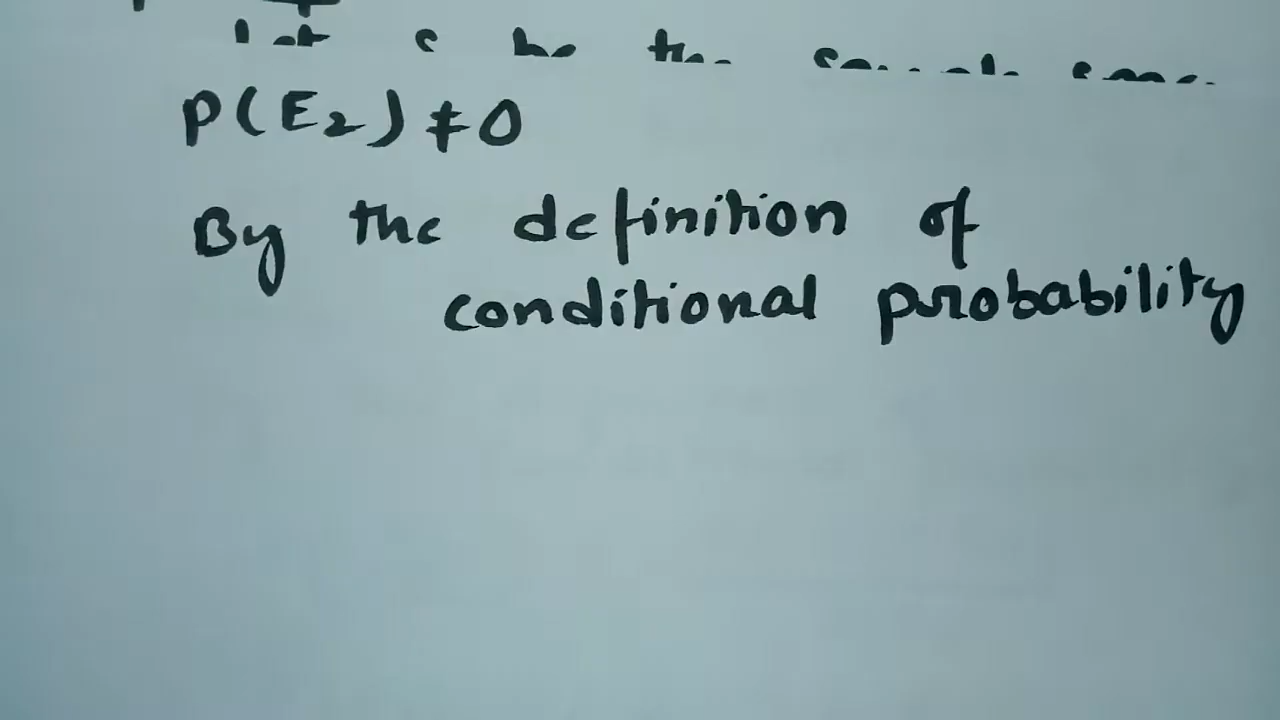 P(E₂) ≠ 0
By the definition of
conditional probability